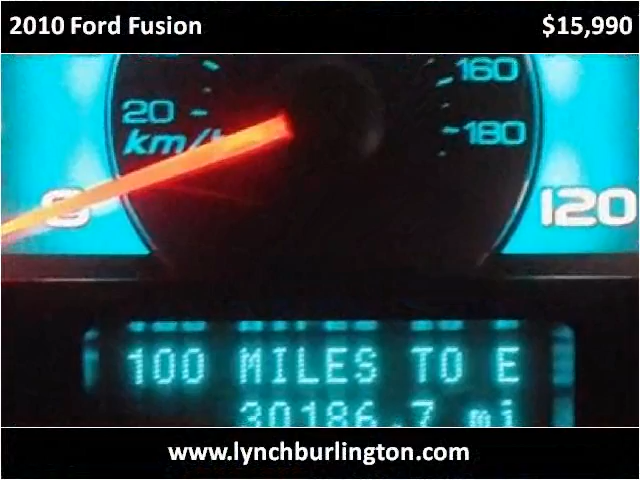 2010 Ford Fusion $15,990
160
20
180
km/h
0
120
100 MILES TO E
30186.7 mi
www.lynchburlington.com